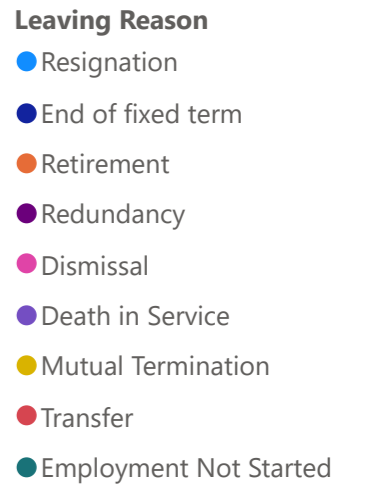 Leaving Reason
Resignation
End of fixed term
Retirement
Redundancy
Dismissal
Death in Service
Mutual Termination
Transfer
Employment Not Started